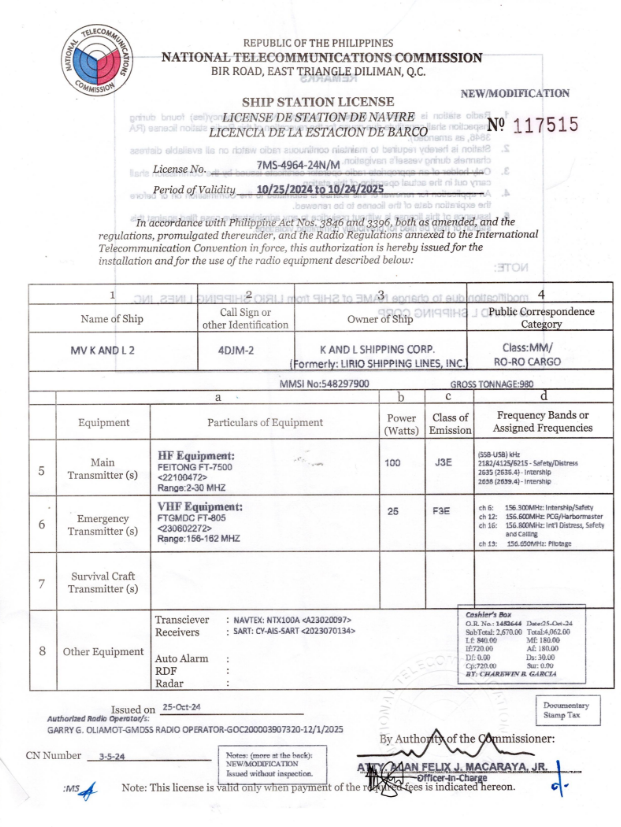 NATIONAL TELECOMMUNICATIONS COMMISSION
REPUBLIC OF THE PHILIPPINES
NATIONAL TELECOMMUNICATIONS COMMISSION
BIR ROAD, EAST TRIANGLE DILIMAN, Q.C.
NEW/MODIFICATION
SHIP STATION LICENSE
LICENSE DE STATION DE NAVIRE
LICENCIA DE LA ESTACION DE BARCO
Nº 117515
License No. 7MS-4964-24N/M
Period of Validity 10/25/2024 to 10/24/2025
In accordance with Philippine Act Nos. 3846 and 3396, both as amended, and the
regulations, promulgated thereunder, and the Radio Regulations annexed to the International
Telecommunication Convention in force, this authorization is hereby issued for the
installation and for the use of the radio equipment described below:
1 2 3 4
Name of Ship Call Sign or other Identification Owner of Ship Public Correspondence Category
MV K AND L 2 4DJM-2 K AND L SHIPPING CORP. Class:MM/
(Formerly: LIRIO SHIPPING LINES, INC.) RO-RO CARGO
MMSI No:548297900 GROSS TONNAGE:980
a b c d
Equipment Particulars of Equipment Power (Watts) Class of Emission Frequency Bands or Assigned Frequencies
5 Main Transmitter (s)
HF Equipment:
FEITONG FT-7500
<22100472>
Range:2-30 MHZ
100 J3E
(SSB-USB) kHz
2182/4125/6215 - Safety/Distress
2635 (2636.4) - Intership
2638 (2639.4) - Intership
6 Emergency Transmitter (s)
VHF Equipment:
FTGMDC FT-805
<230602272>
Range:156-162 MHZ
25 F3E
ch 6: 156.300MHz: Intership/Safety
ch 12: 156.600MHz: PCG/Harbormaster
ch 16: 156.800MHz: Int'l Distress, Safety
and Calling
ch 13: 156.650MHz: Pilotage
7 Survival Craft Transmitter (s)
8 Other Equipment
Transciever : NAVTEX: NTX100A <A23020097>
Receivers : SART: CY-AIS-SART <2023070134>
Auto Alarm :
RDF :
Radar :
Cashier's Box
O.R. No.: 1452644 Date:25-Oct-24
SubTotal: 2,670.00 Total:4,062.00
Lf: 840.00 Mf: 180.00
If:720.00 Af: 180.00
Df: 0.00 Ds: 30.00
Cp:720.00 Sur: 0.00
BY: CHAREWIN B. GARCIA
Issued on 25-Oct-24
Documentary
Stamp Tax
Authorized Radio Operator/s:
GARRY G. OLIAMOT-GMDSS RADIO OPERATOR-GOC200003907320-12/1/2025
By Authority of the Commissioner:
CN Number 3-5-24
Notes: (more at the back):
NEW/MODIFICATION
Issued without inspection.
ATTY. ALAN FELIX J. MACARAYA, JR.
Officer-In-Charge
:MS
Note: This license is valid only when payment of the required fees is indicated hereon.